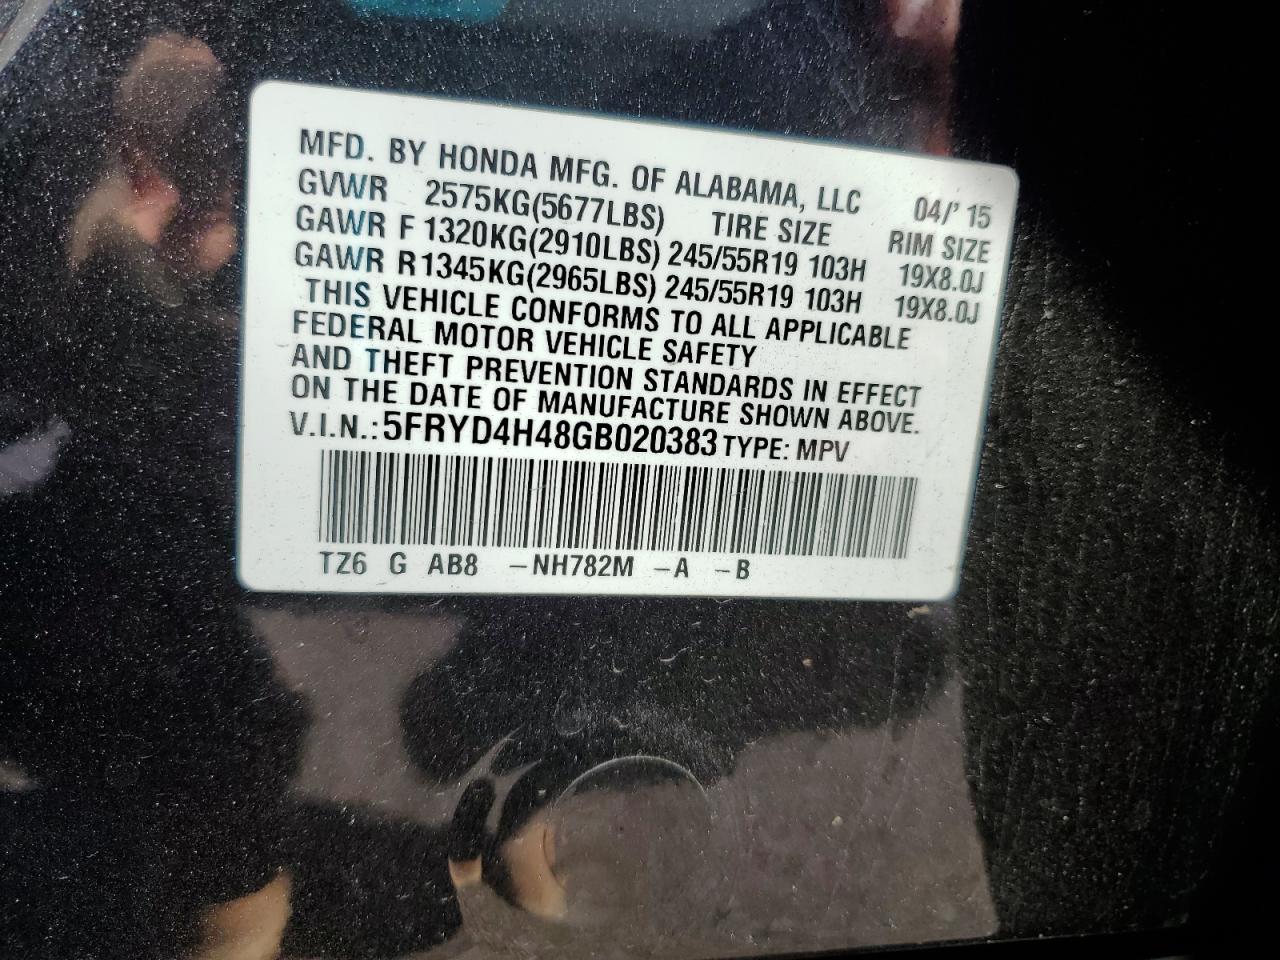 MFD. BY HONDA MFG. OF ALABAMA, LLC 04/' 15
GVWR 2575KG(5677LBS) TIRE SIZE RIM SIZE
GAWR F 1320KG(2910LBS) 245/55R19 103H 19X8.0J
GAWR R 1345KG(2965LBS) 245/55R19 103H 19X8.0J
THIS VEHICLE CONFORMS TO ALL APPLICABLE
FEDERAL MOTOR VEHICLE SAFETY
AND THEFT PREVENTION STANDARDS IN EFFECT
ON THE DATE OF MANUFACTURE SHOWN ABOVE.
V.I.N.: 5FRYD4H48GB020383 TYPE: MPV
TZ6 G AB8 -NH782M -A -B